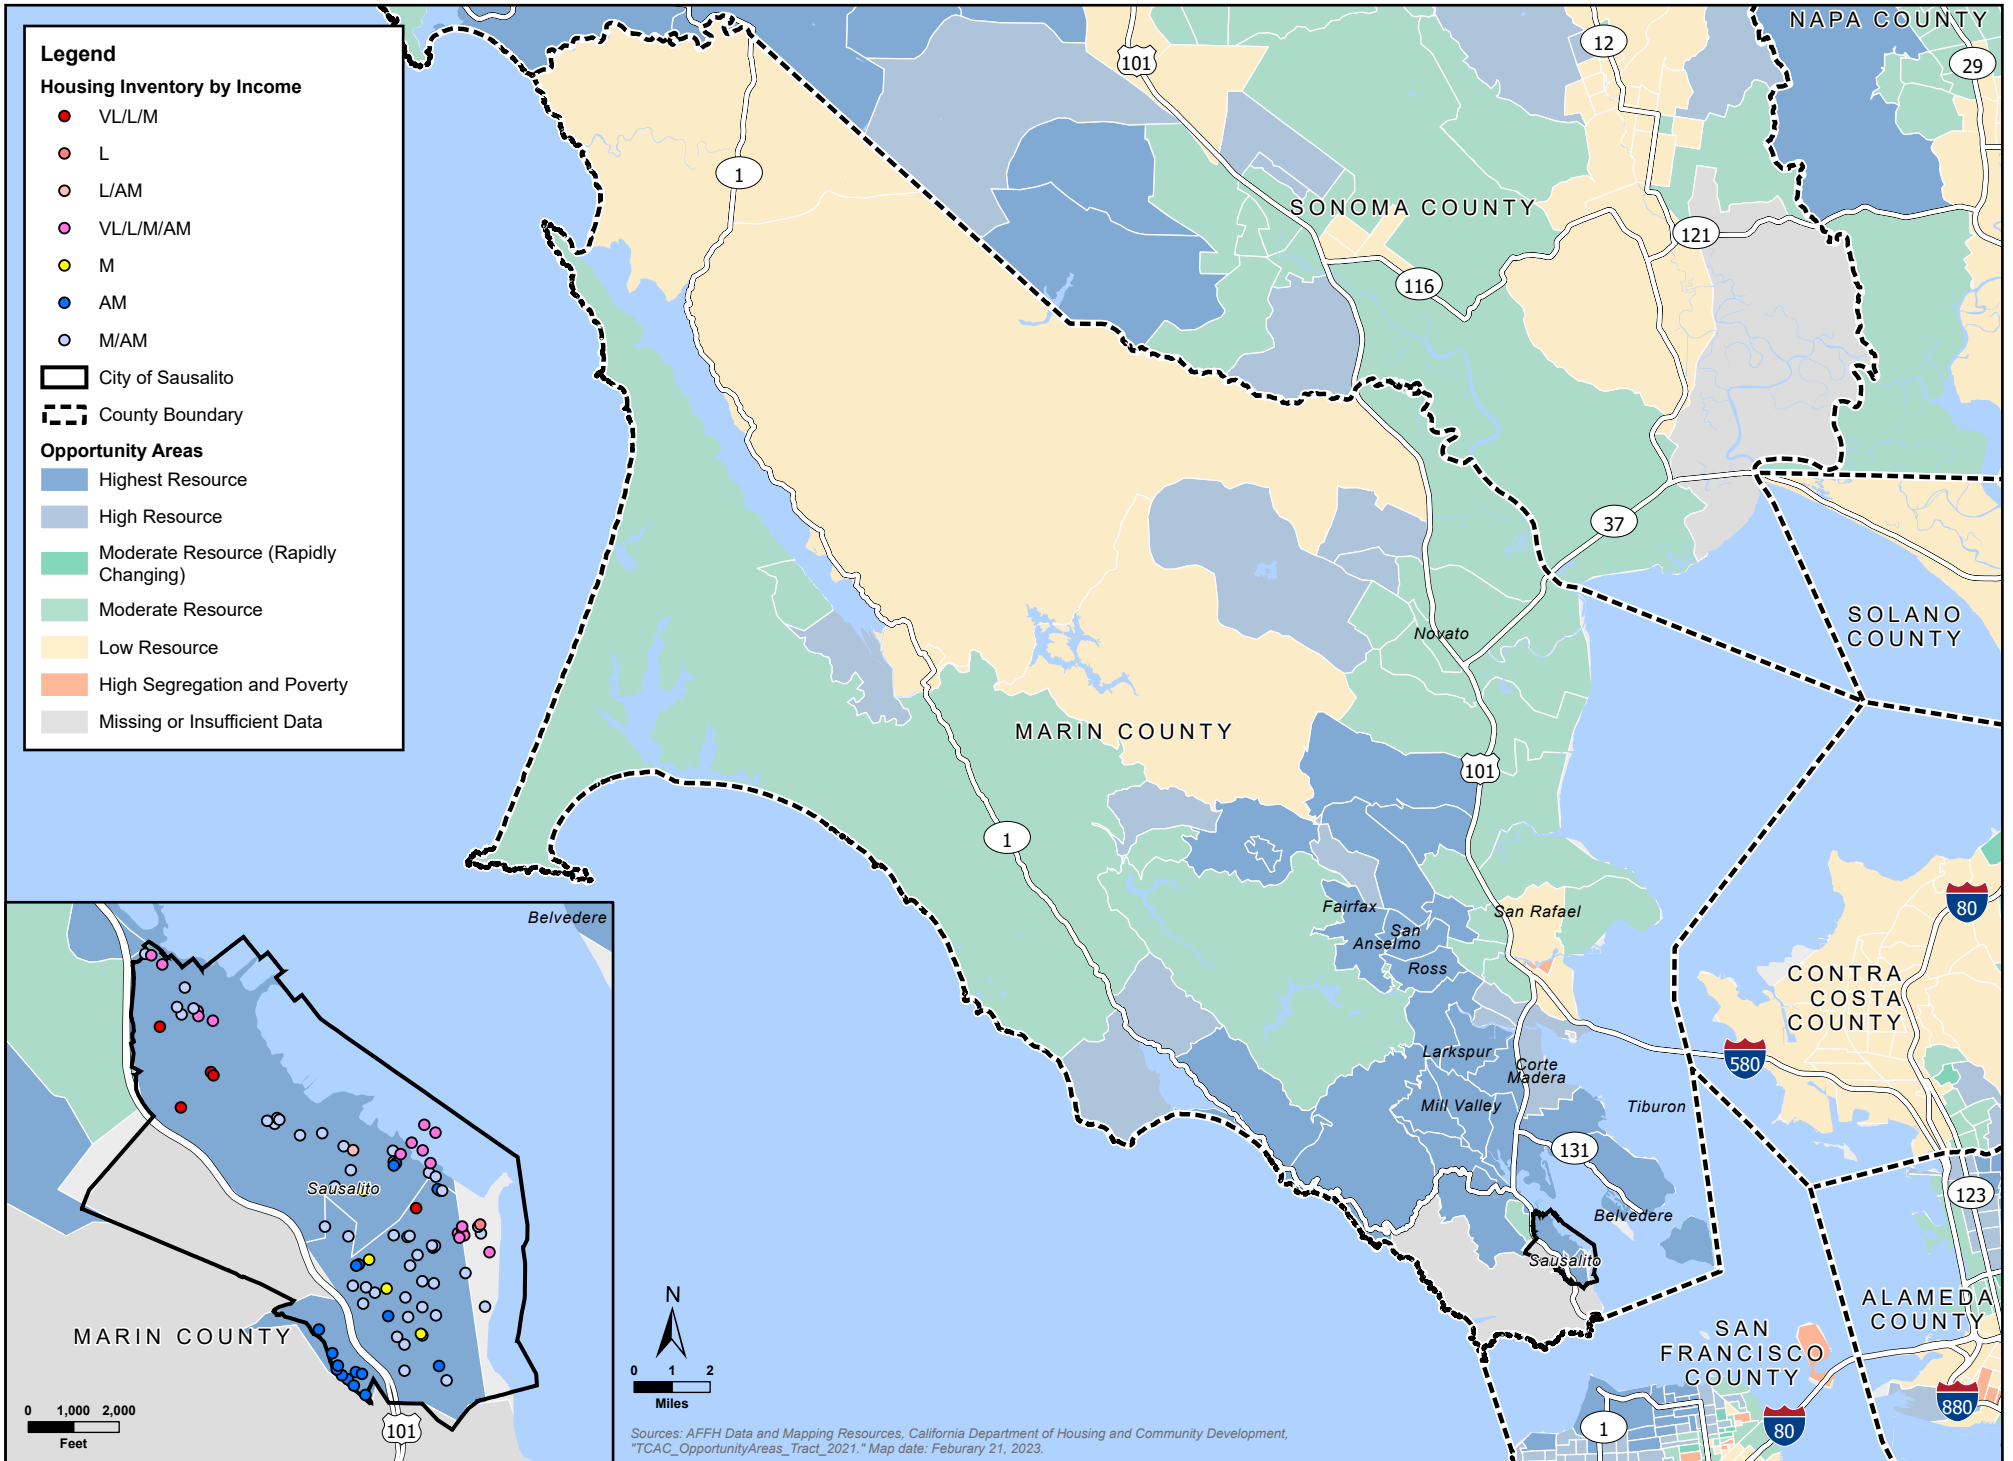 Legend
Housing Inventory by Income
VL/L/M
L
L/AM
VL/L/M/AM
M
AM
M/AM
City of Sausalito
County Boundary
Opportunity Areas
Highest Resource
High Resource
Moderate Resource (Rapidly
Changing)
Moderate Resource
Low Resource
High Segregation and Poverty
Missing or Insufficient Data
NAPA COUNTY
12
29
101
1
SONOMA COUNTY
121
116
37
SOLANO
COUNTY
Novato
MARIN COUNTY
101
1
80
Fairfax
San
Anselmo
San Rafael
Ross
CONTRA
COSTA
COUNTY
Larkspur
Corte
Madera
580
Mill Valley
Tiburon
131
123
Belvedere
Sausalito
ALAMEDA
COUNTY
SAN
FRANCISCO
COUNTY
880
1
80
N
0 1 2
Miles
Sources: AFFH Data and Mapping Resources, California Department of Housing and Community Development,
"TCAC_OpportunityAreas_Tract_2021." Map date: Feburary 21, 2023.
Belvedere
Sausalito
MARIN COUNTY
101
0 1,000 2,000
Feet